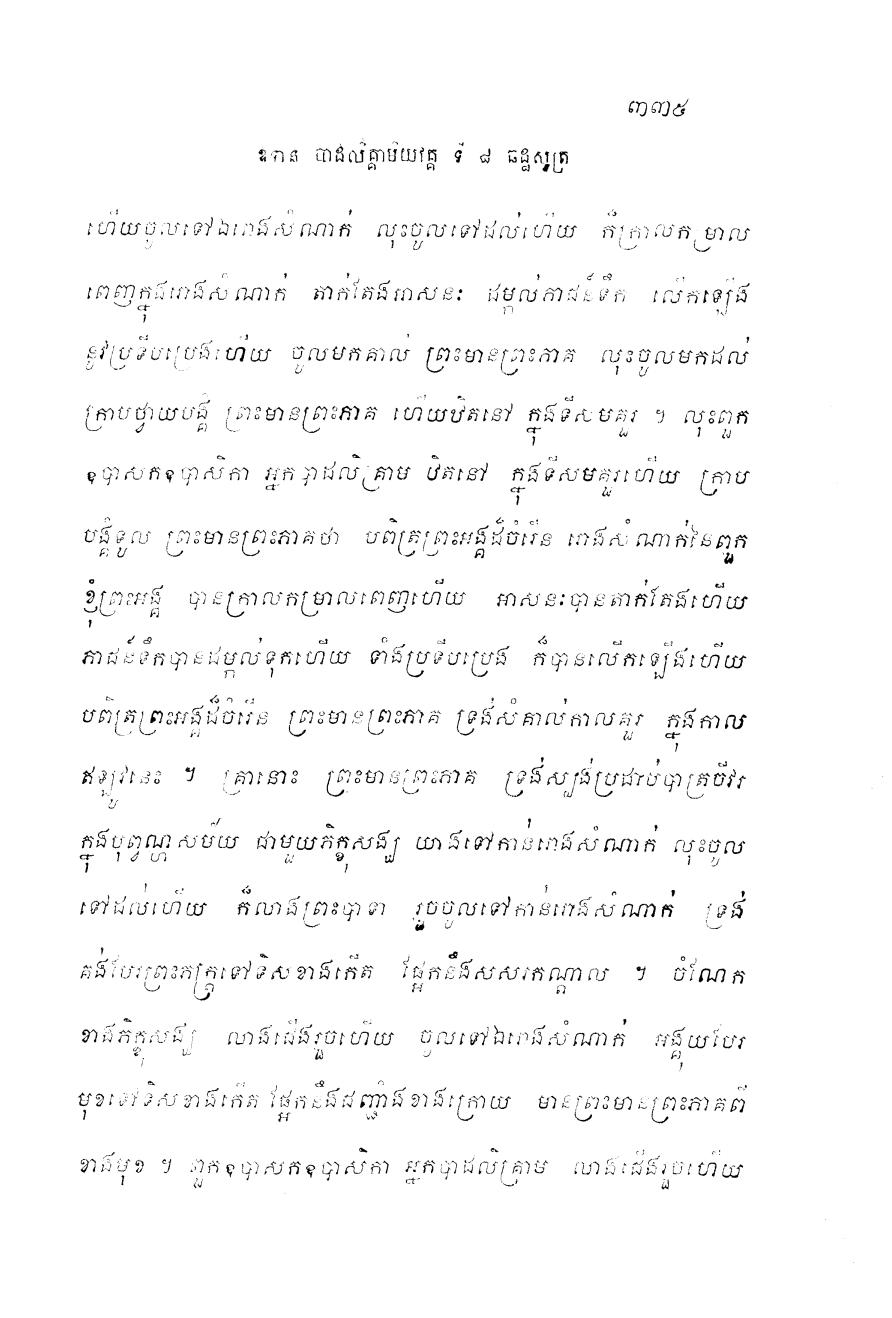 ៣៣៥
ឧទាន បាដលិគ្គាមិយវគ្គ ទី ៨ ឆដ្ឋសូត្រ
ហើយចូលទៅឯរោងសំណាក់ លុះចូលទៅដល់ហើយ ក៏ក្រាលកម្រាល
ពេញក្នុងរោងសំណាក់ តាក់តែងអាសនៈ ដម្កល់ភាជន៍ទឹក លើកឡើង
នូវប្រទីបប្រេងហើយ ចូលមកគាល់ ព្រះមានព្រះភាគ លុះចូលមកដល់
ក្រាបថ្វាយបង្គំ ព្រះមានព្រះភាគ ហើយឋិតនៅ ក្នុងទីសមគួរ ។ លុះពួក
ឧបាសកឧបាសិកា អ្នកបាដលិគ្រាម ឋិតនៅ ក្នុងទីសមគួរហើយ ក្រាប
បង្គំទូល ព្រះមានព្រះភាគថា បពិត្រព្រះអង្គដ៏ចំរើន រោងសំណាក់នៃពួក
ខ្ញុំព្រះអង្គ បានក្រាលកម្រាលពេញហើយ អាសនៈបានតាក់តែងហើយ
ភាជន៍ទឹកបានដម្កល់ទុកហើយ ទាំងប្រទីបប្រេង ក៏បានលើកឡើងហើយ
បពិត្រព្រះអង្គដ៏ចំរើន ព្រះមានព្រះភាគ ទ្រង់សំគាល់កាលគួរ ក្នុងកាល
ឥឡូវនេះ ។ គ្រានោះ ព្រះមានព្រះភាគ ទ្រង់ស្បង់ប្រដាប់បាត្រចីវរ
ក្នុងបុព្វណ្ហសម័យ ជាមួយភិក្ខុសង្ឃ យាងទៅកាន់រោងសំណាក់ លុះចូល
ទៅដល់ហើយ ក៏លាងព្រះបាទា រួចចូលទៅកាន់រោងសំណាក់ ទ្រង់
គង់បែរព្រះភក្ត្រទៅទិសខាងកើត ផ្អែកនឹងសសរកណ្តាល ។ ចំណែក
ខាងភិក្ខុសង្ឃ លាងជើងរួចហើយ ចូលទៅឯរោងសំណាក់ អង្គុយបែរ
មុខទៅទិសខាងកើត ផ្អែកនឹងជញ្ជាំងខាងក្រោយ មានព្រះមានព្រះភាគពី
ខាងមុខ ។ ពួកឧបាសកឧបាសិកា អ្នកបាដលិគ្រាម លាងជើងរួចហើយ